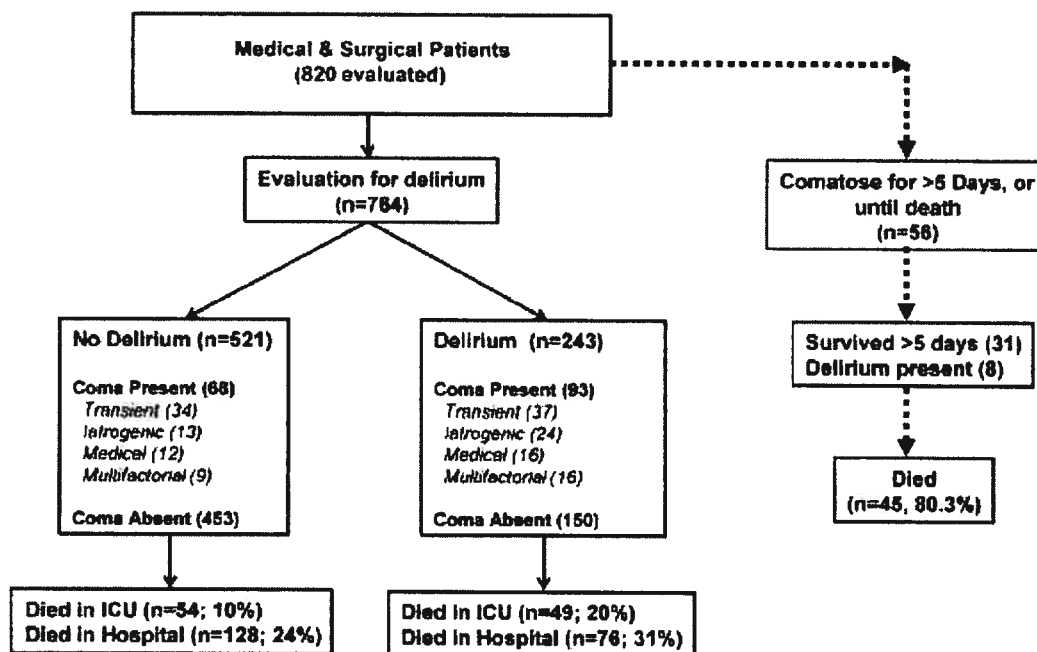 Medical & Surgical Patients
(820 evaluated)
Evaluation for delirium
(n=764)
Comatose for >5 Days, or
until death
(n=56)
No Delirium (n=521)
Coma Present (68)
Transient (34)
Iatrogenic (13)
Medical (12)
Multifactorial (9)
Coma Absent (453)
Delirium (n=243)
Coma Present (93)
Transient (37)
Iatrogenic (24)
Medical (16)
Multifactorial (16)
Coma Absent (150)
Survived >5 days (31)
Delirium present (8)
Died
(n=45, 80.3%)
Died in ICU (n=54; 10%)
Died in Hospital (n=128; 24%)
Died in ICU (n=49; 20%)
Died in Hospital (n=76; 31%)